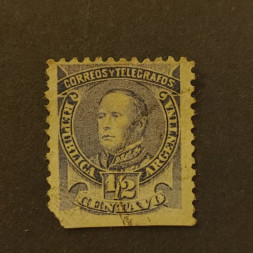 CORREOS Y TELEGRAFOS
REPUBLICA ARGENTINA
1/2
CENTAVO